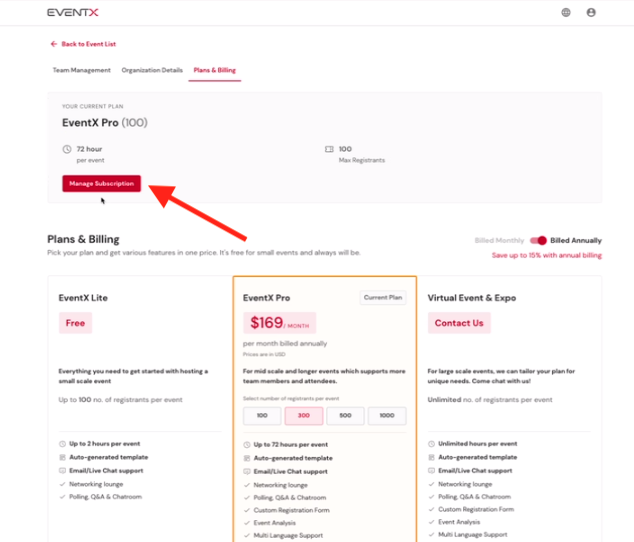 EVENTX
Back to Event List
Team Management Organization Details Plans & Billing
YOUR CURRENT PLAN
EventX Pro (100)
72 hour
per event
100
Max Registrants
Manage Subscription
Plans & Billing
Pick your plan and get various features in one price. It's free for small events and always will be.
Billed Monthly Billed Annually
Save up to 15% with annual billing
EventX Lite
Free
Everything you need to get started with hosting a
small scale event
Up to 100 no. of registrants per event
Up to 2 hours per event
Auto-generated template
Email/Live Chat support
Networking lounge
Polling, Q&A & Chatroom
EventX Pro
Current Plan
$169/ MONTH
per month billed annually
Prices are in USD
For mid scale and longer events which supports more
team members and attendees.
Select number of registrants per event
100 300 500 1000
Up to 72 hours per event
Auto-generated template
Email/Live Chat support
Networking lounge
Polling, Q&A & Chatroom
Custom Registration Form
Event Analysis
Multi Language Support
Virtual Event & Expo
Contact Us
For large scale events, we can tailor your plan for
unique needs. Come chat with us!
Unlimited no. of registrants per event
Unlimited hours per event
Auto-generated template
Email/Live Chat support
Networking lounge
Polling, Q&A & Chatroom
Custom Registration Form
Event Analysis
Multi Language Support